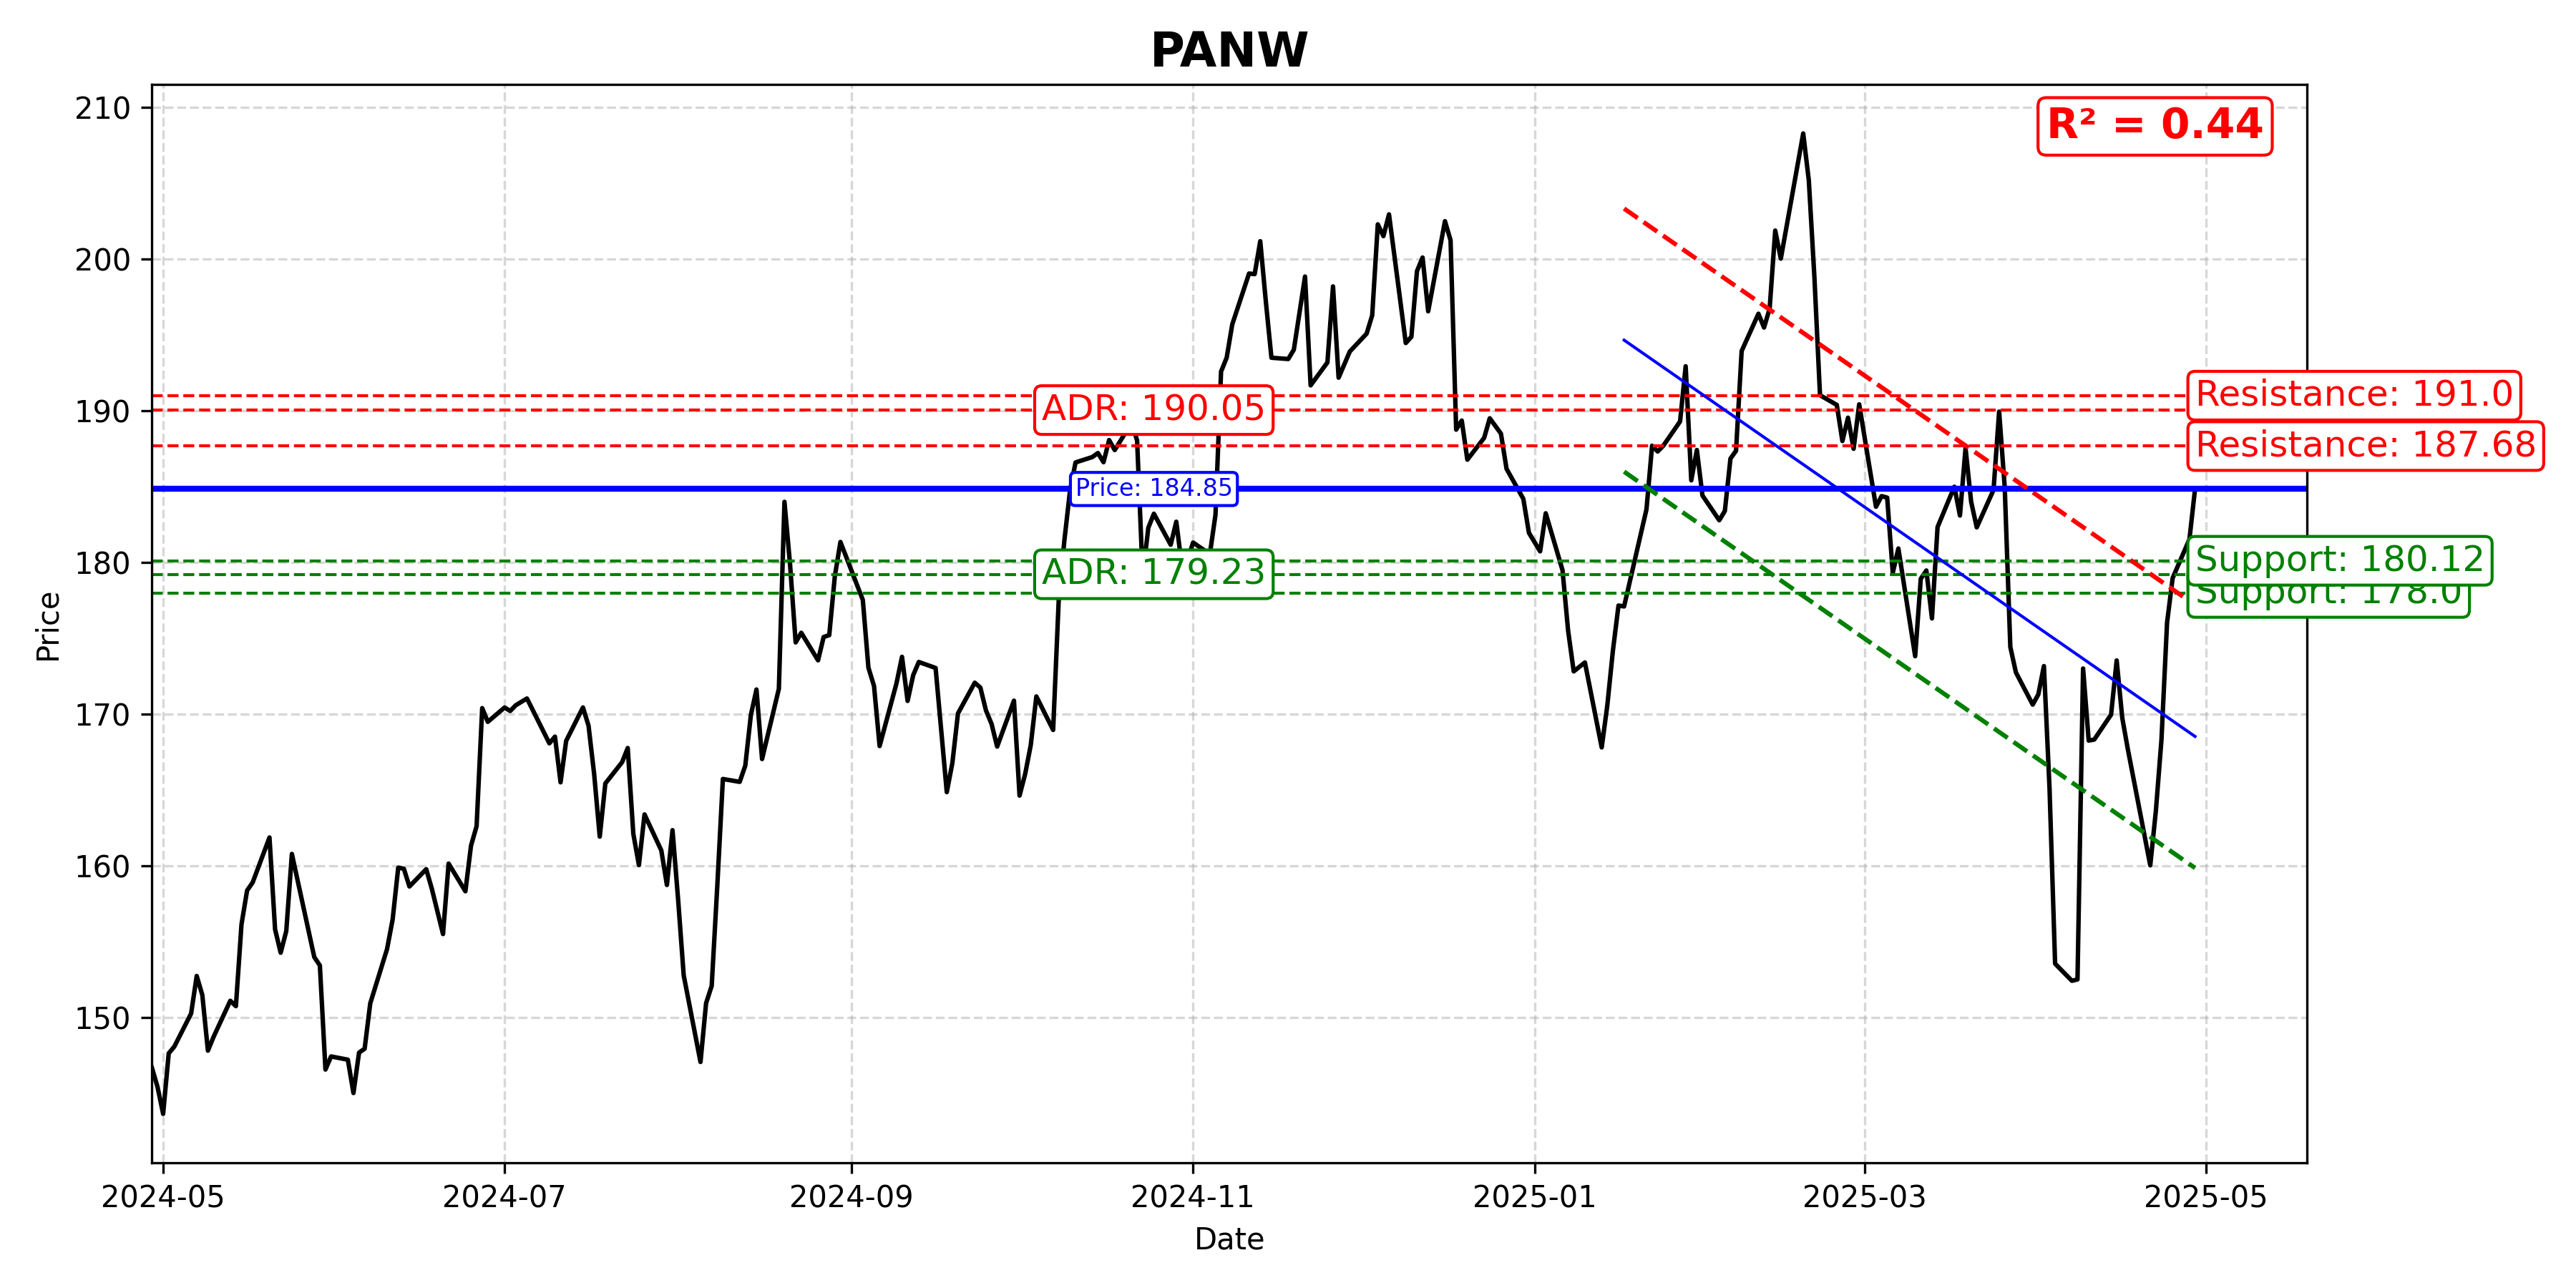 PANW
210
R² = 0.44
200
190
Resistance: 191.0
ADR: 190.05
Resistance: 187.68
Price: 184.85
180
Support: 180.12
ADR: 179.23
Support: 178.0
170
160
150
Price
2024-05
2024-07
2024-09
2024-11
2025-01
2025-03
2025-05
Date